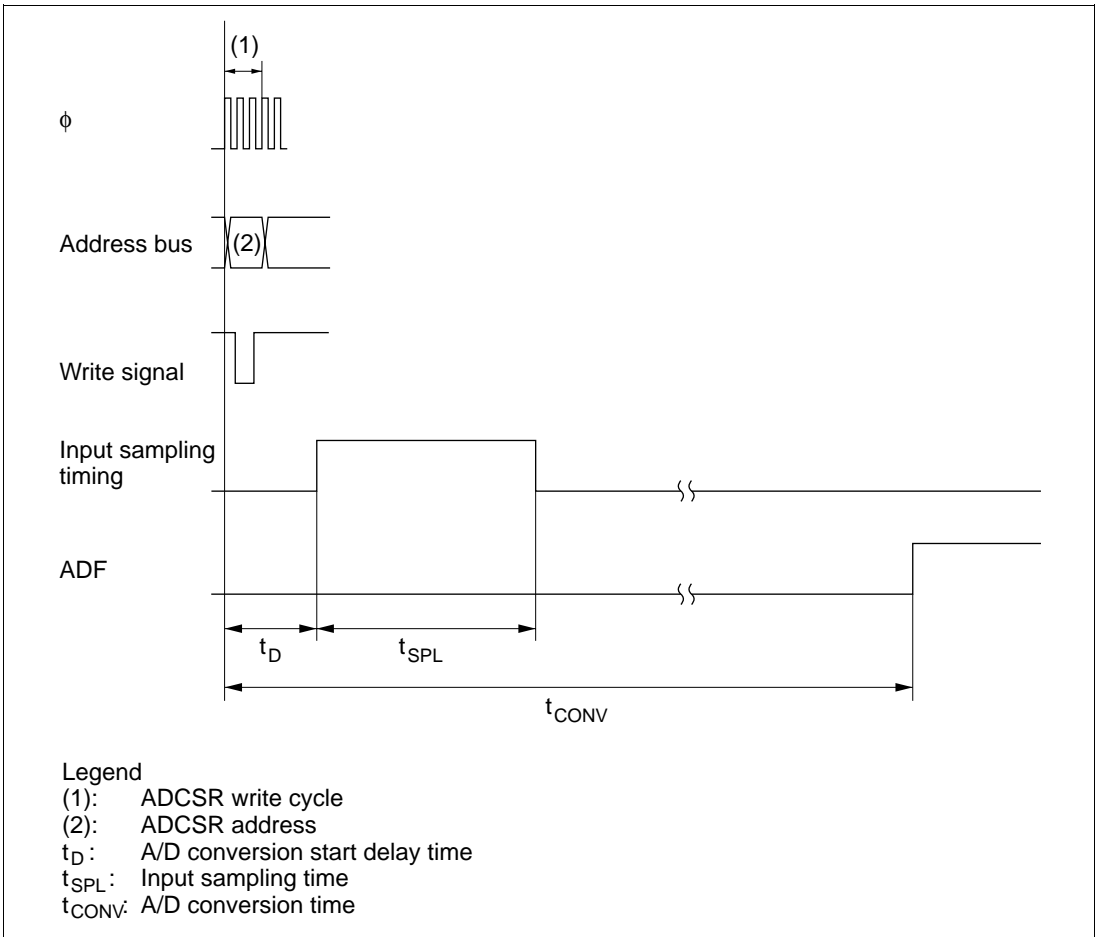 (1)
ϕ
Address bus
(2)
Write signal
Input sampling
timing
ADF
tD
tSPL
tCONV
Legend
(1): ADCSR write cycle
(2): ADCSR address
tD : A/D conversion start delay time
tSPL : Input sampling time
tCONV: A/D conversion time